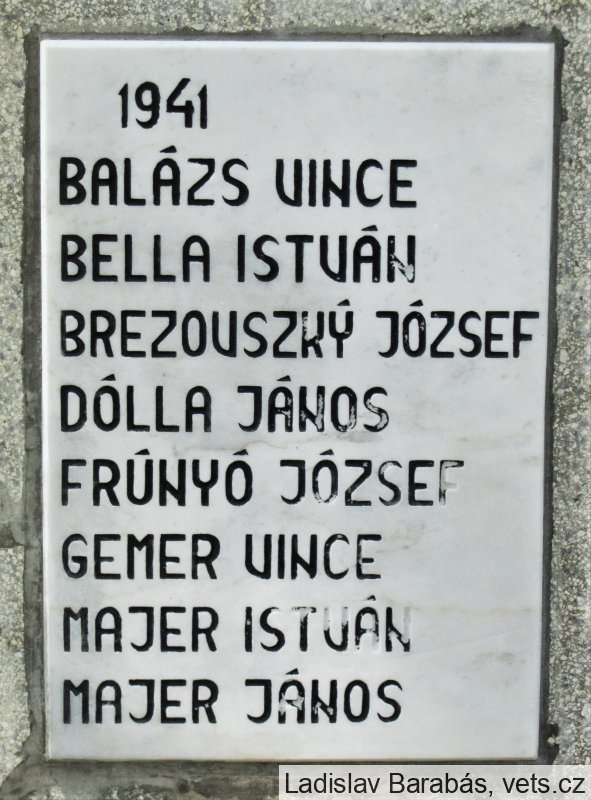 1941
BALÁZS VINCE
BELLA ISTVÁN
BREZOVSZKÝ JÓZSEF
DÓLLA JÁNOS
FRÚNYÓ JÓZSEF
GEMER VINCE
MAJER ISTVÁN
MAJER JÁNOS
Ladislav Barabás, vets.cz